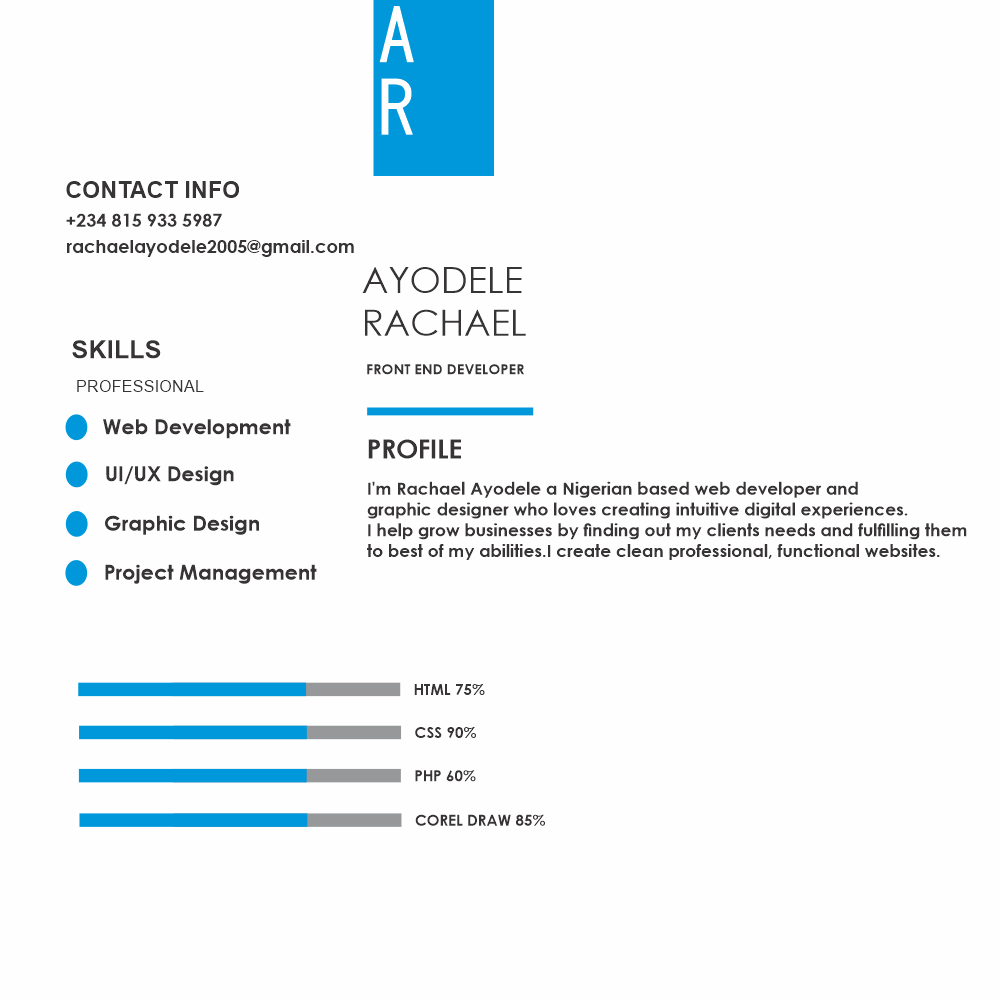 A
R
CONTACT INFO
+234 815 933 5987
rachaelayodele2005@gmail.com
AYODELE
RACHAEL
FRONT END DEVELOPER
SKILLS
PROFESSIONAL
Web Development
UI/UX Design
Graphic Design
Project Management
PROFILE
I'm Rachael Ayodele a Nigerian based web developer and
graphic designer who loves creating intuitive digital experiences.
I help grow businesses by finding out my clients needs and fulfilling them
to best of my abilities.I create clean professional, functional websites.
HTML 75%
CSS 90%
PHP 60%
COREL DRAW 85%